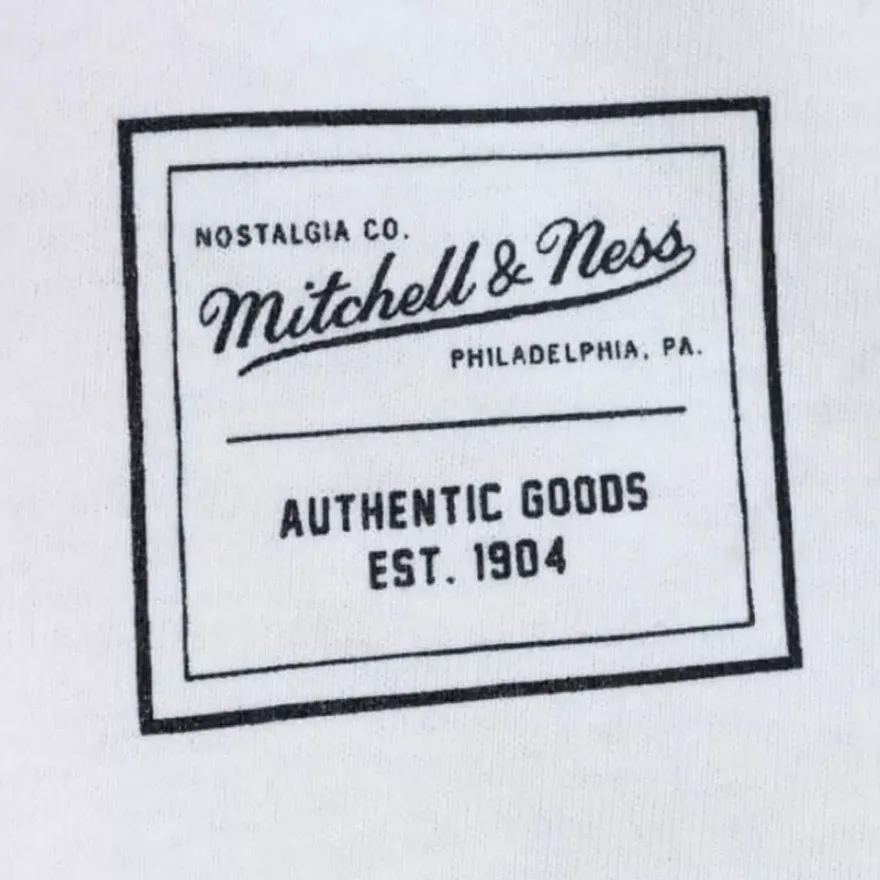 NOSTALGIA CO.
Mitchell & Ness
PHILADELPHIA, PA.
AUTHENTIC GOODS
EST. 1904